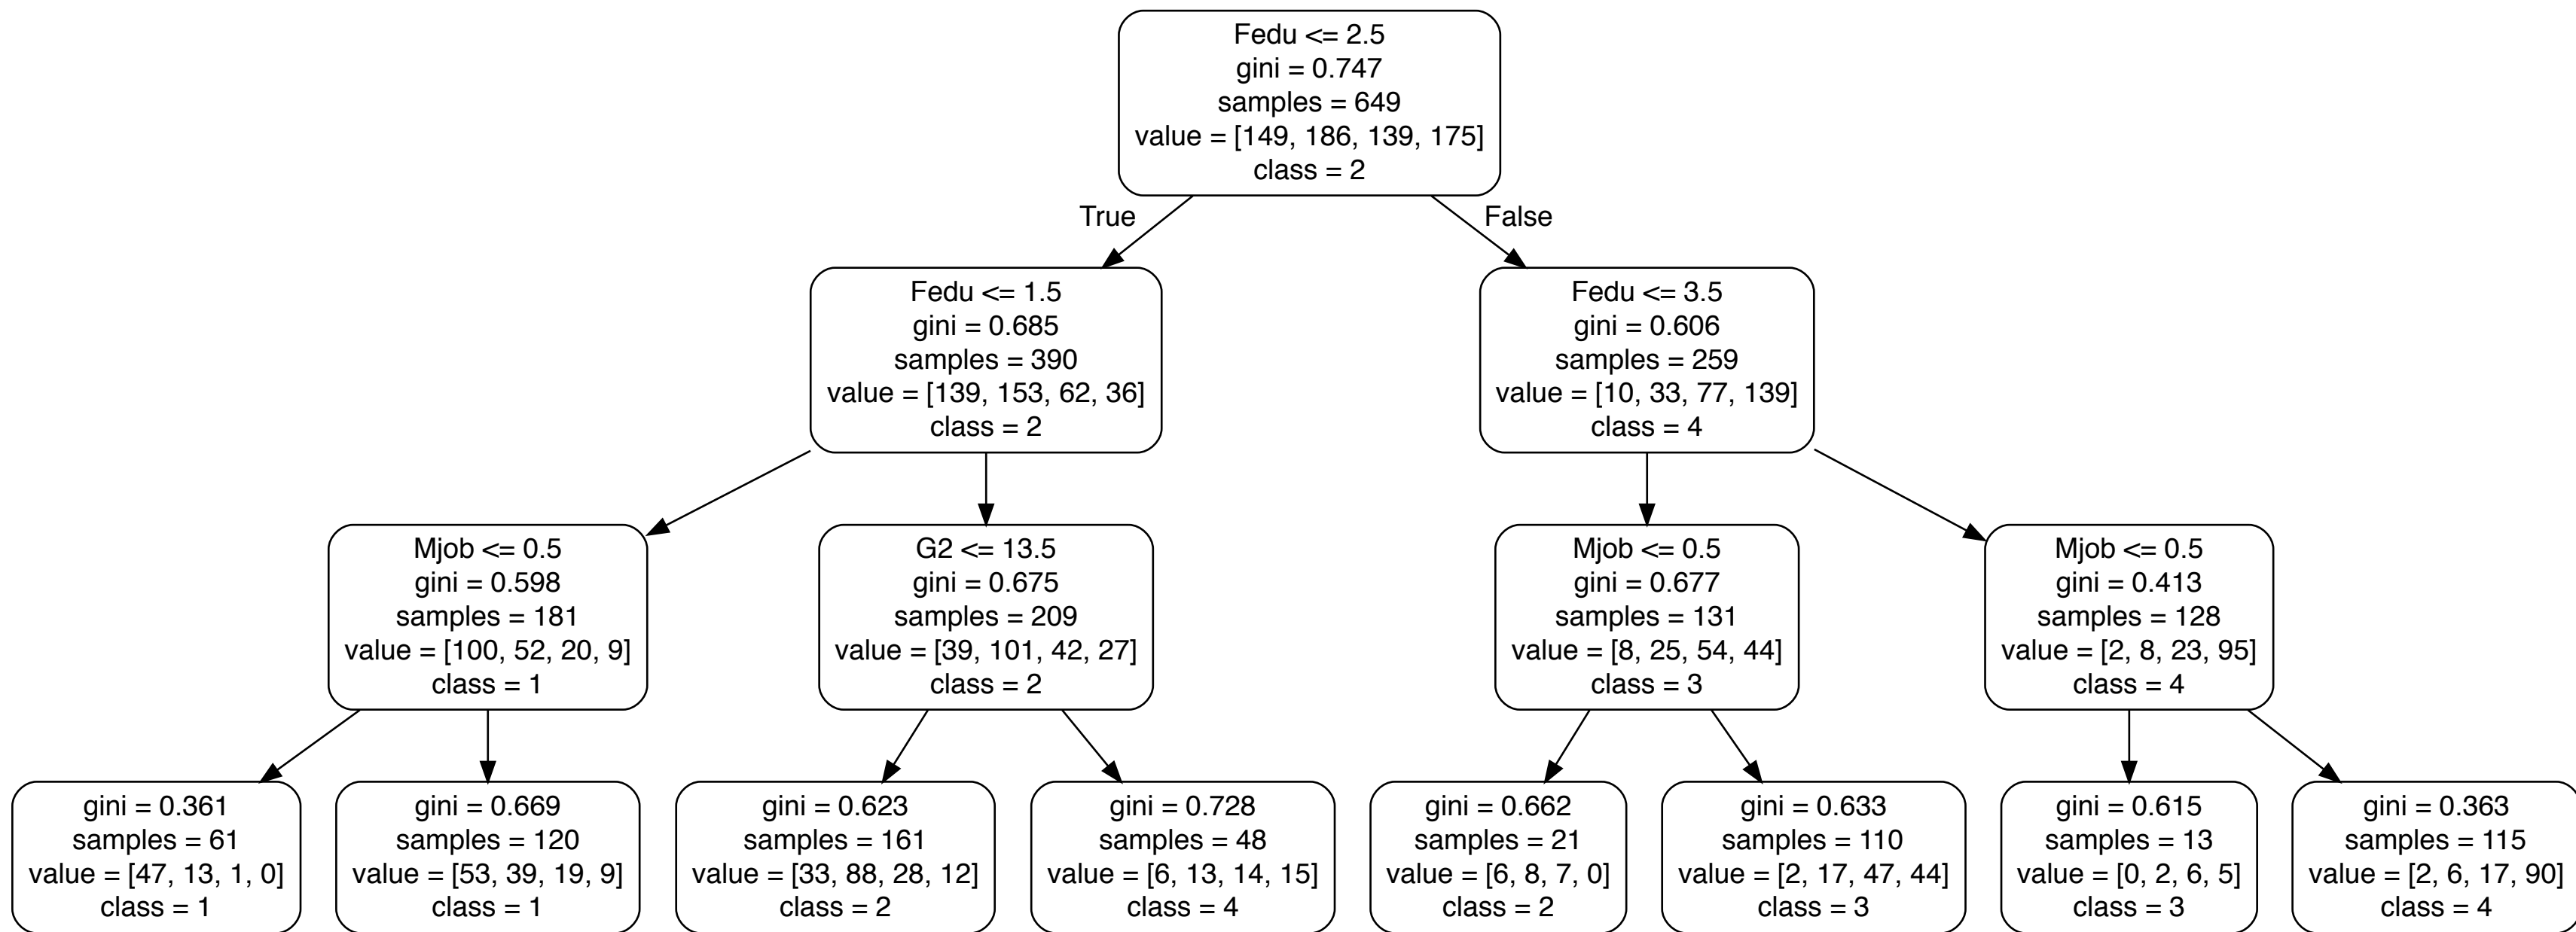 Fedu <= 2.5
gini = 0.747
samples = 649
value = [149, 186, 139, 175]
class = 2
True
False
Fedu <= 1.5
gini = 0.685
samples = 390
value = [139, 153, 62, 36]
class = 2
Fedu <= 3.5
gini = 0.606
samples = 259
value = [10, 33, 77, 139]
class = 4
Mjob <= 0.5
gini = 0.598
samples = 181
value = [100, 52, 20, 9]
class = 1
G2 <= 13.5
gini = 0.675
samples = 209
value = [39, 101, 42, 27]
class = 2
Mjob <= 0.5
gini = 0.677
samples = 131
value = [8, 25, 54, 44]
class = 3
Mjob <= 0.5
gini = 0.413
samples = 128
value = [2, 8, 23, 95]
class = 4
gini = 0.361
samples = 61
value = [47, 13, 1, 0]
class = 1
gini = 0.669
samples = 120
value = [53, 39, 19, 9]
class = 1
gini = 0.623
samples = 161
value = [33, 88, 28, 12]
class = 2
gini = 0.728
samples = 48
value = [6, 13, 14, 15]
class = 4
gini = 0.662
samples = 21
value = [6, 8, 7, 0]
class = 2
gini = 0.633
samples = 110
value = [2, 17, 47, 44]
class = 3
gini = 0.615
samples = 13
value = [0, 2, 6, 5]
class = 3
gini = 0.363
samples = 115
value = [2, 6, 17, 90]
class = 4